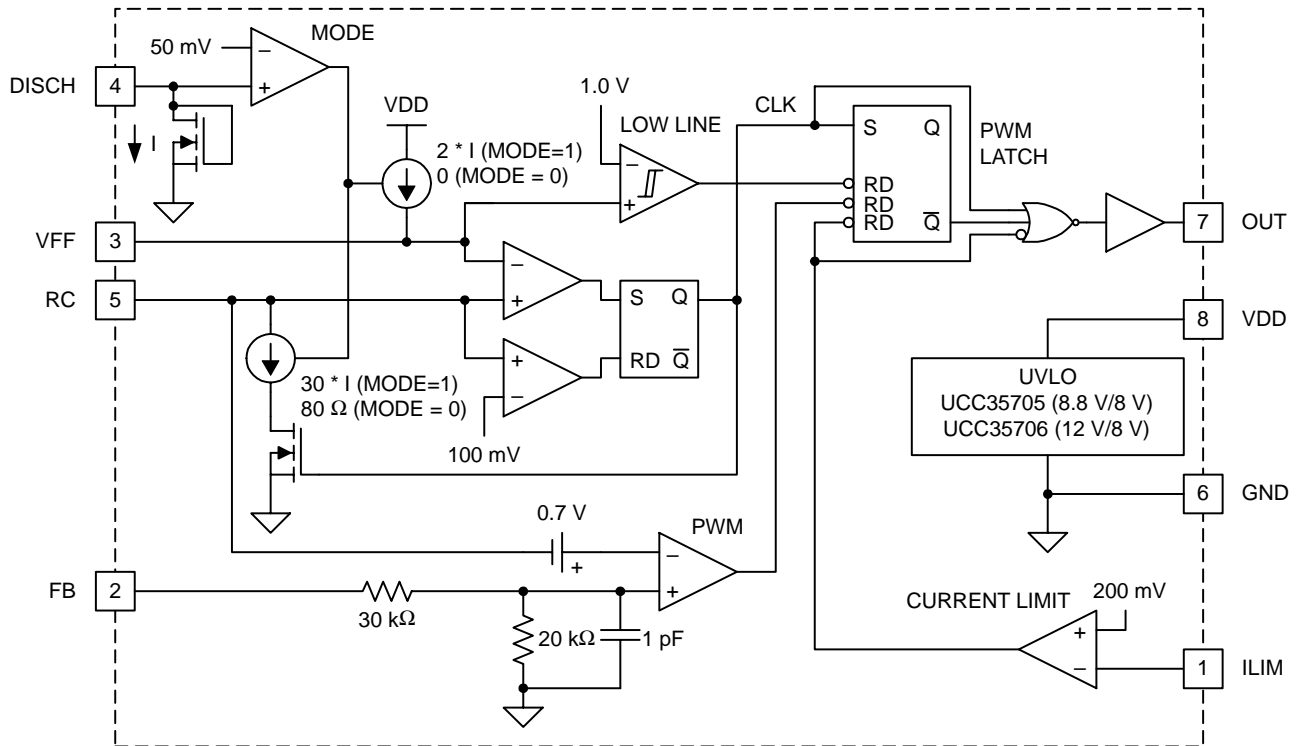 MODE
50 mV
−
+
DISCH
4
I
VDD
2 * I (MODE=1)
0 (MODE = 0)
1.0 V
LOW LINE
−
+
CLK
S Q
RD
RD
RD Q
PWM
LATCH
7
OUT
VFF
3
RC
5
−
+
S Q
RD Q
+
−
100 mV
30 * I (MODE=1)
80 Ω (MODE = 0)
8
VDD
UVLO
UCC35705 (8.8 V/8 V)
UCC35706 (12 V/8 V)
6
GND
0.7 V
+
PWM
−
+
FB
2
30 kΩ
20 kΩ
1 pF
CURRENT LIMIT
200 mV
+
−
1
ILIM